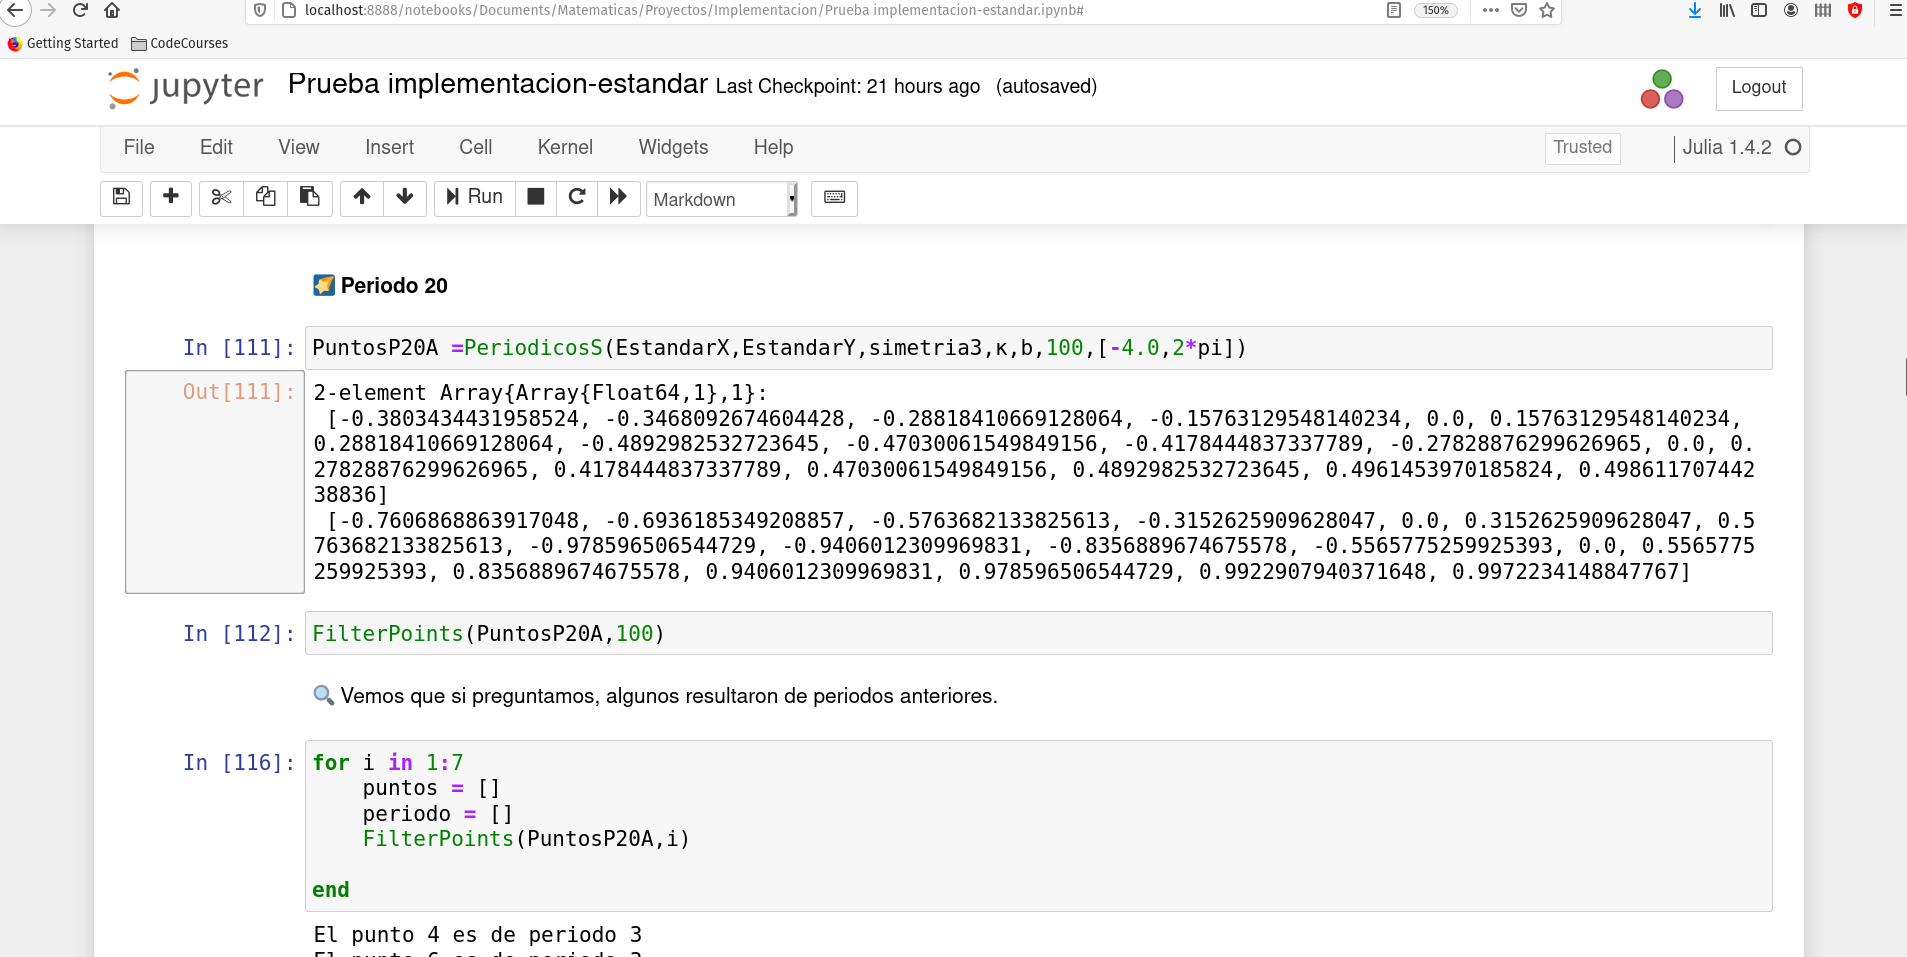 localhost:8888/notebooks/Documents/Matematicas/Proyectos/Implementacion/Prueba implementacion-estandar.ipynb#
150%
Getting Started
CodeCourses
jupyter
Prueba implementacion-estandar Last Checkpoint: 21 hours ago (autosaved)
Logout
File Edit View Insert Cell Kernel Widgets Help
Trusted
Julia 1.4.2
Run
Markdown
Periodo 20
In [111]: PuntosP20A =PeriodicosS(EstandarX,EstandarY,simetria3,κ,b,100,[-4.0,2*pi])
Out[111]: 2-element Array{Array{Float64,1},1}:
[-0.3803434431958524, -0.3468092674604428, -0.28818410669128064, -0.15763129548140234, 0.0, 0.15763129548140234,
0.28818410669128064, -0.4892982532723645, -0.47030061549849156, -0.4178444837337789, -0.27828876299626965, 0.0, 0.
27828876299626965, 0.4178444837337789, 0.47030061549849156, 0.4892982532723645, 0.4961453970185824, 0.498611707442
38836]
[-0.7606868863917048, -0.6936185349208857, -0.5763682133825613, -0.3152625909628047, 0.0, 0.3152625909628047, 0.5
763682133825613, -0.978596506544729, -0.9406012309969831, -0.8356889674675578, -0.5565775259925393, 0.0, 0.5565775
259925393, 0.8356889674675578, 0.9406012309969831, 0.978596506544729, 0.9922907940371648, 0.9972234148847767]
In [112]: FilterPoints(PuntosP20A,100)
Vemos que si preguntamos, algunos resultaron de periodos anteriores.
In [116]: for i in 1:7
puntos = []
periodo = []
FilterPoints(PuntosP20A,i)
end
El punto 4 es de periodo 3